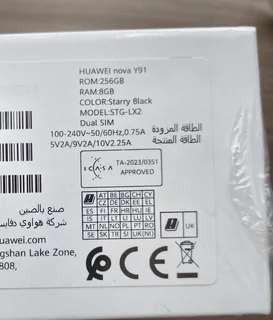 HUAWEI nova Y91
ROM:256GB
RAM:8GB
COLOR:Starry Black
MODEL:STG-LX2
Dual SIM
100-240V~50/60Hz,0.75A الطاقة المزودة
5V2A/9V2A/10V2.25A الطاقة المنتجة
ICASA
TA-2023/0351
APPROVED
AT BE BG CH CY
CZ DE DK EE EL
ES FI FR HR HU IE
IS IT LI LT LU LV
MT NL NO PL PT RO
SE SK TR SI UK(NI)
UK
صنع بالصين
شركة هواوي
uawei.com
gshan Lake Zone,
808,
CE